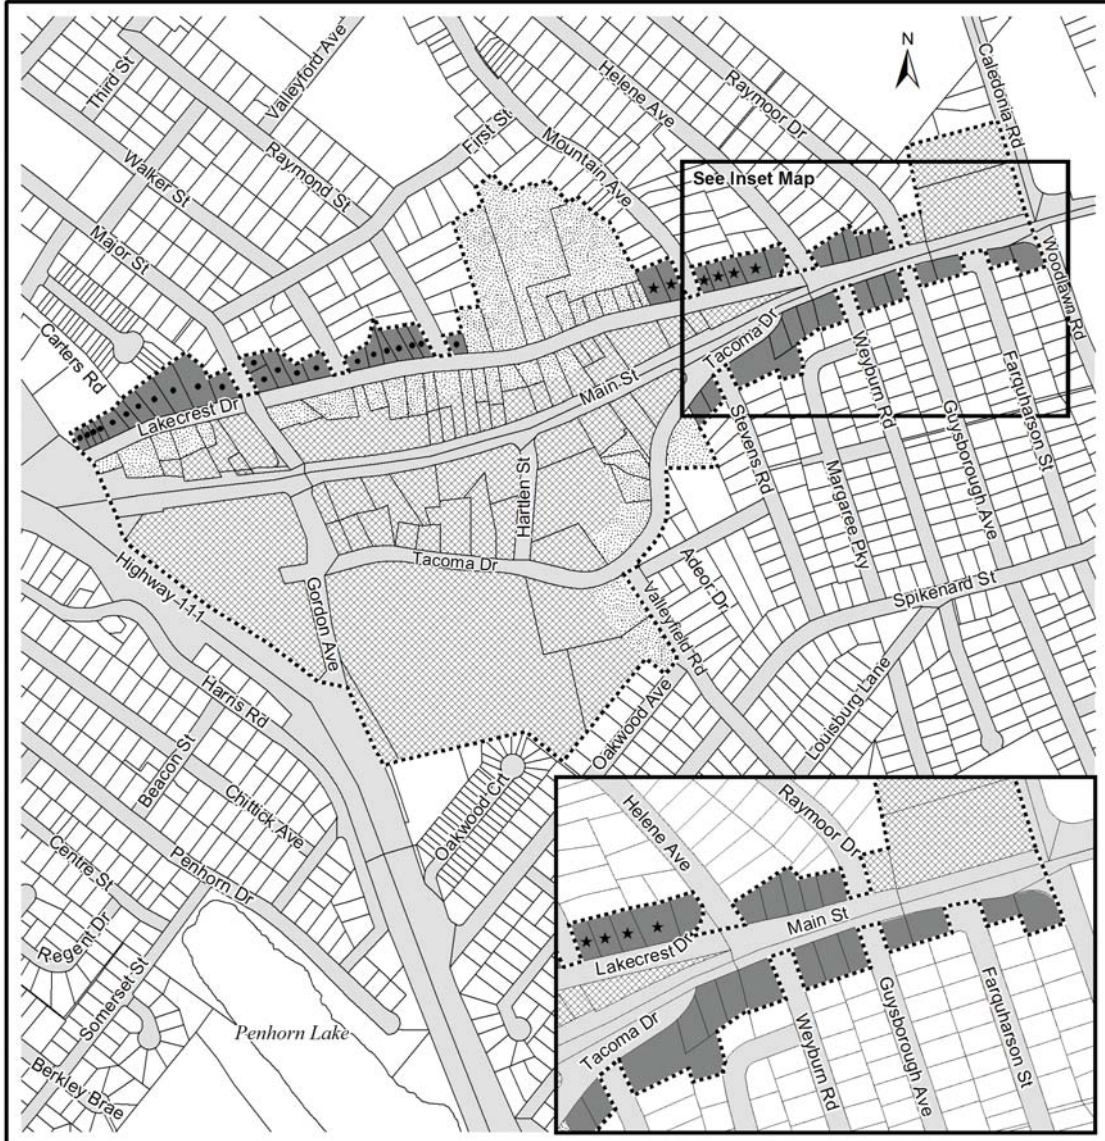 N
Third St
Valleyford Ave
Helene Ave
Raymoor Dr
Caledonia Rd
First St
Mountain Ave
Walker St
Raymond St
See Inset Map
Major St
Woodlawn Rd
Carters Rd
Tacoma Dr
Weyburn Rd
Lakecrest Dr
Main St
Farquharson St
Stevens Rd
Guysborough Ave
Hartlen St
Margaree Pky
Tacoma Dr
Adeor Dr
Highway 111
Spikenard St
Gordon Ave
Valleyfield Rd
Harris Rd
Louisburg Lane
Oakwood Ave
Beacon St
Oakwood Crt
Chittick Ave
Penhorn Dr
Centre St
Regent Dr
Somerset St
Penhorn Lake
Berkley Brae
Helene Ave
Raymoor Dr
Main St
Lakecrest Dr
Tacoma Dr
Weyburn Rd
Guysborough Ave
Farquharson St